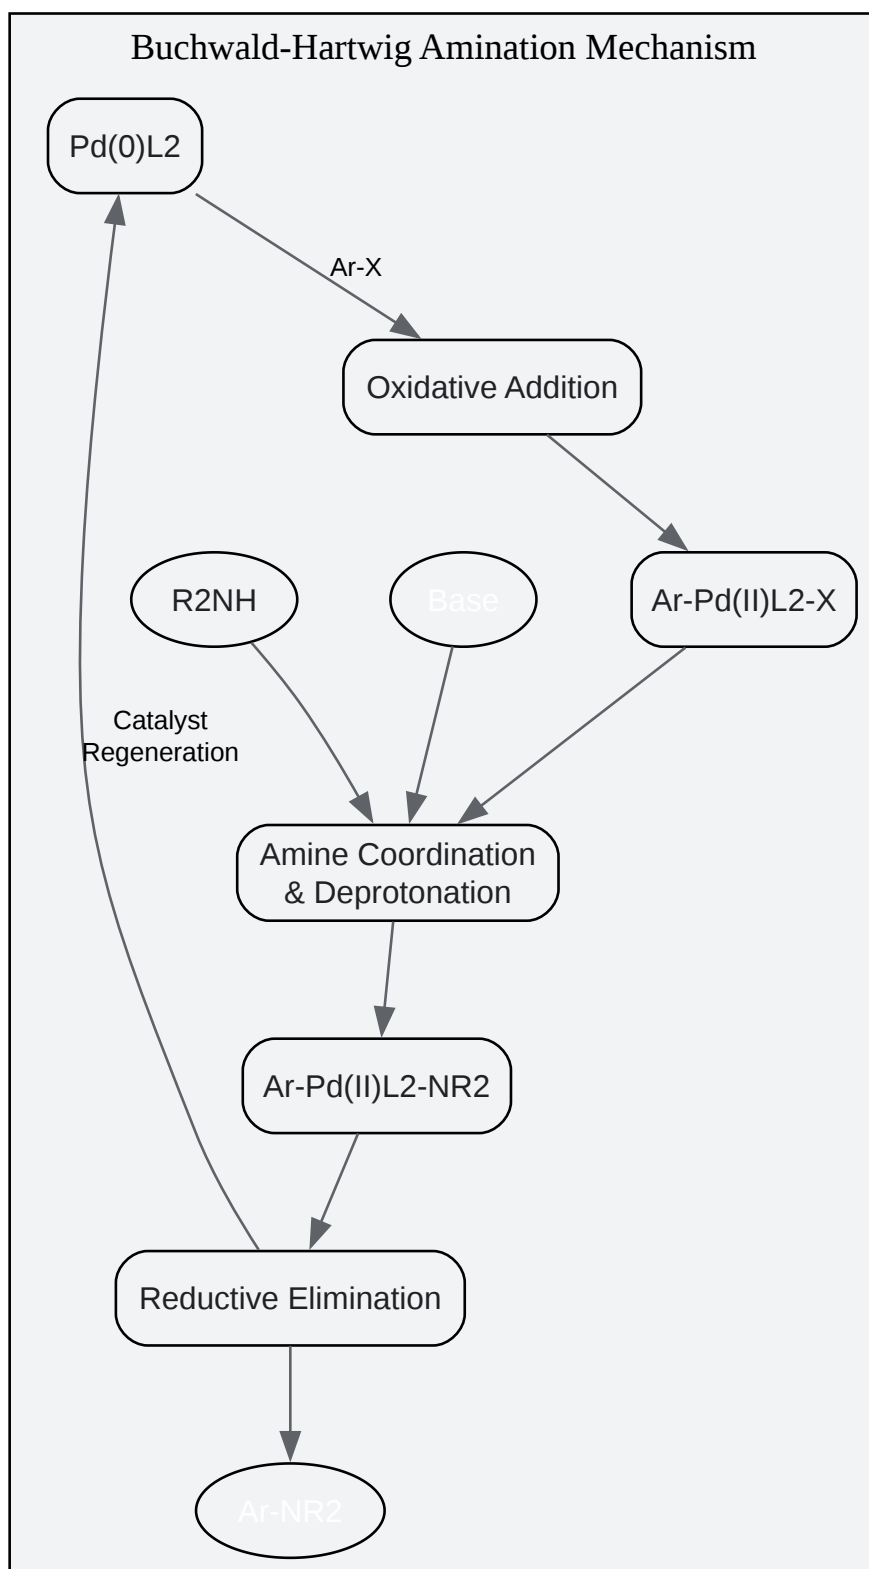 Buchwald-Hartwig Amination Mechanism
Pd(0)L2
Ar-X
Oxidative Addition
R2NH
Base
Ar-Pd(II)L2-X
Catalyst
Regeneration
Amine Coordination
& Deprotonation
Ar-Pd(II)L2-NR2
Reductive Elimination
Ar-NR2